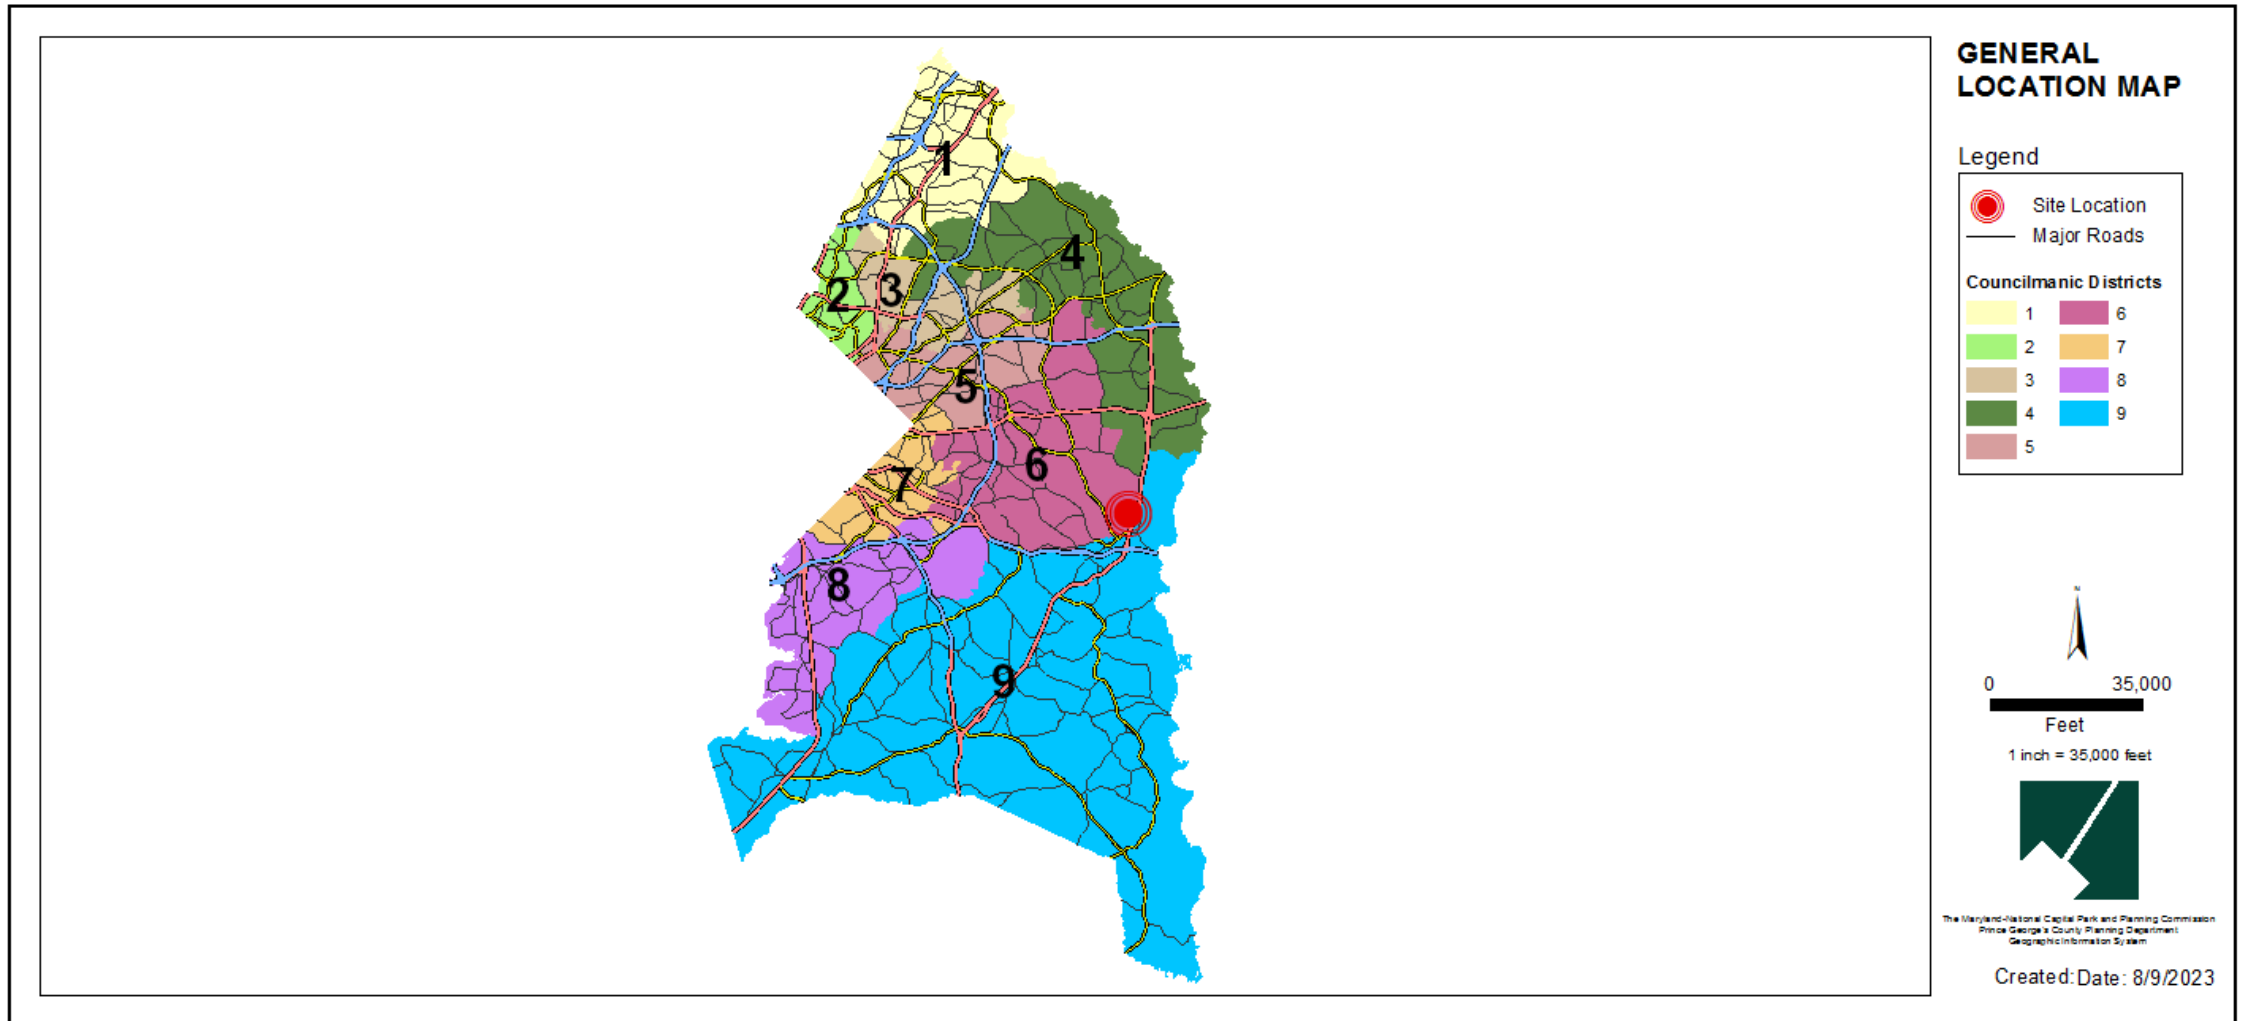 GENERAL
LOCATION MAP
Legend
Site Location
Major Roads
Councilmanic Districts
1 6
2 7
3 8
4 9
5
1
4
2
3
5
6
7
8
9
N
0 35,000
Feet
1 inch = 35,000 feet
The Maryland-National Capital Park and Planning Commission
Prince George's County Planning Department
Geographic Information System
Created: Date: 8/9/2023